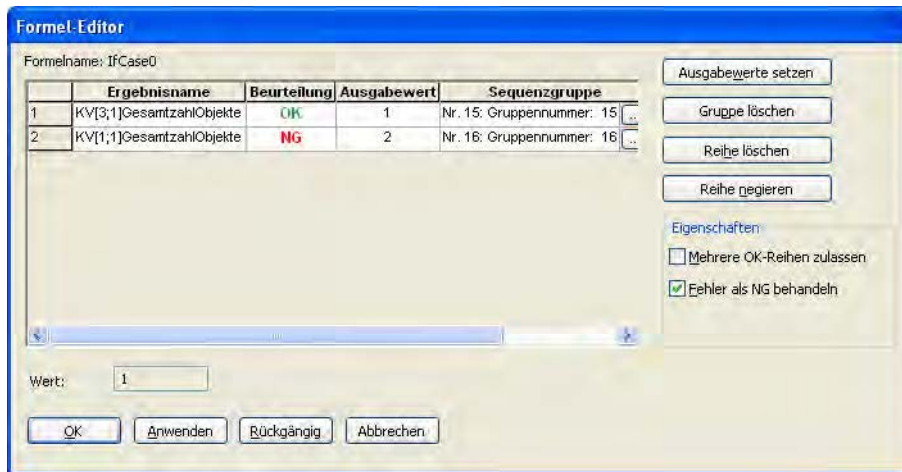 Formel-Editor
Formelname: IfCase0
Ergebnisname Beurteilung Ausgabewert Sequenzgruppe
1 KV[3;1]GesamtzahlObjekte OK 1 Nr. 15: Gruppennummer: 15 ..
2 KV[1;1]GesamtzahlObjekte NG 2 Nr. 16: Gruppennummer: 16 ..
Ausgabewerte setzen
Gruppe löschen
Reihe löschen
Reihe negieren
Eigenschaften
Mehrere OK-Reihen zulassen
Fehler als NG behandeln
Wert: 1
OK Anwenden Rückgängig Abbrechen